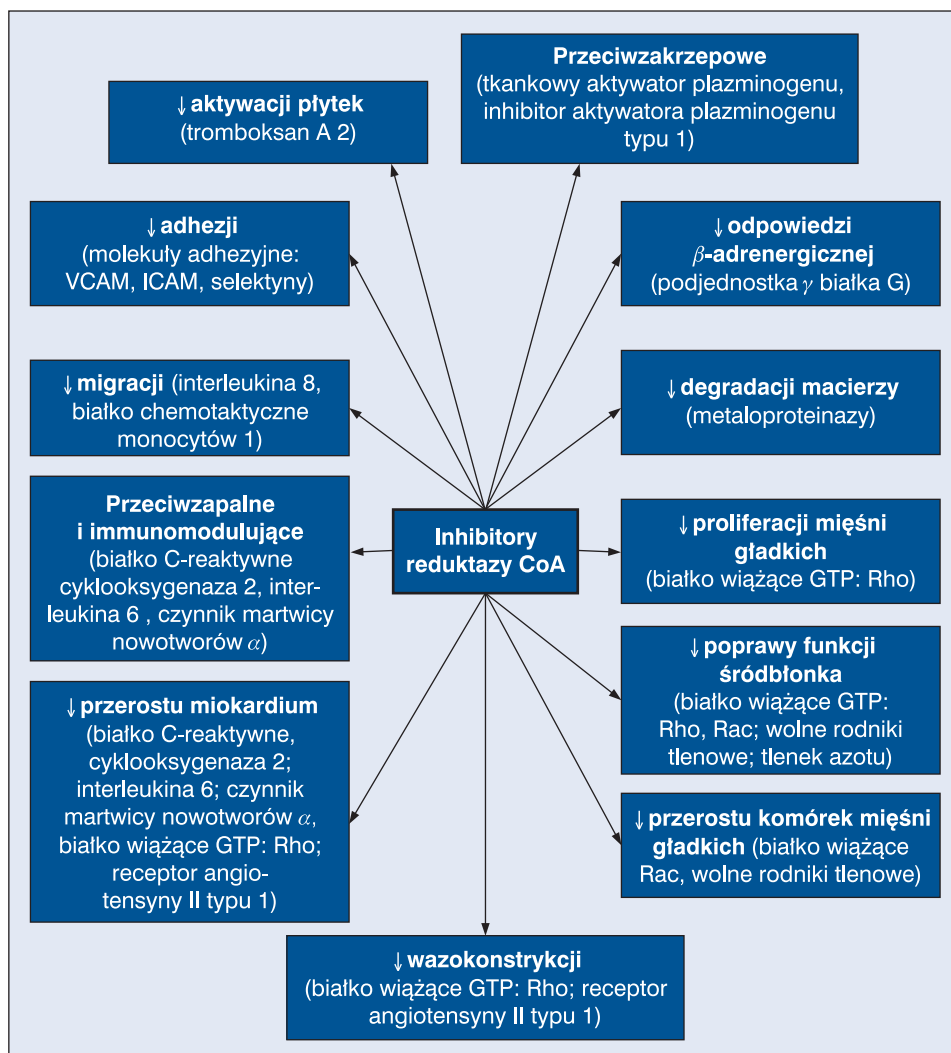 ↓ aktywacji płytek
(tromboksan A 2)
Przeciwzakrzepowe
(tkankowy aktywator plazminogenu,
inhibitor aktywatora plazminogenu
typu 1)
↓ adhezji
(molekuły adhezyjne:
VCAM, ICAM, selektyny)
↓ odpowiedzi
β-adrenergicznej
(podjednostka γ białka G)
↓ migracji (interleukina 8,
białko chemotaktyczne
monocytów 1)
↓ degradacji macierzy
(metaloproteinazy)
Przeciwzapalne
i immunomodulujące
(białko C-reaktywne
cyklooksygenaza 2, inter-
leukina 6 , czynnik martwicy
nowotworów α)
Inhibitory
reduktazy CoA
↓ proliferacji mięśni
gładkich
(białko wiążące GTP: Rho)
↓ przerostu miokardium
(białko C-reaktywne,
cyklooksygenaza 2;
interleukina 6; czynnik
martwicy nowotworów α,
białko wiążące GTP: Rho;
receptor angio-
tensyny II typu 1)
↓ poprawy funkcji
śródbłonka
(białko wiążące GTP:
Rho, Rac; wolne rodniki
tlenowe; tlenek azotu)
↓ przerostu komórek mięśni
gładkich (białko wiążące
Rac, wolne rodniki tlenowe)
↓ wazokonstrykcji
(białko wiążące GTP: Rho; receptor
angiotensyny II typu 1)